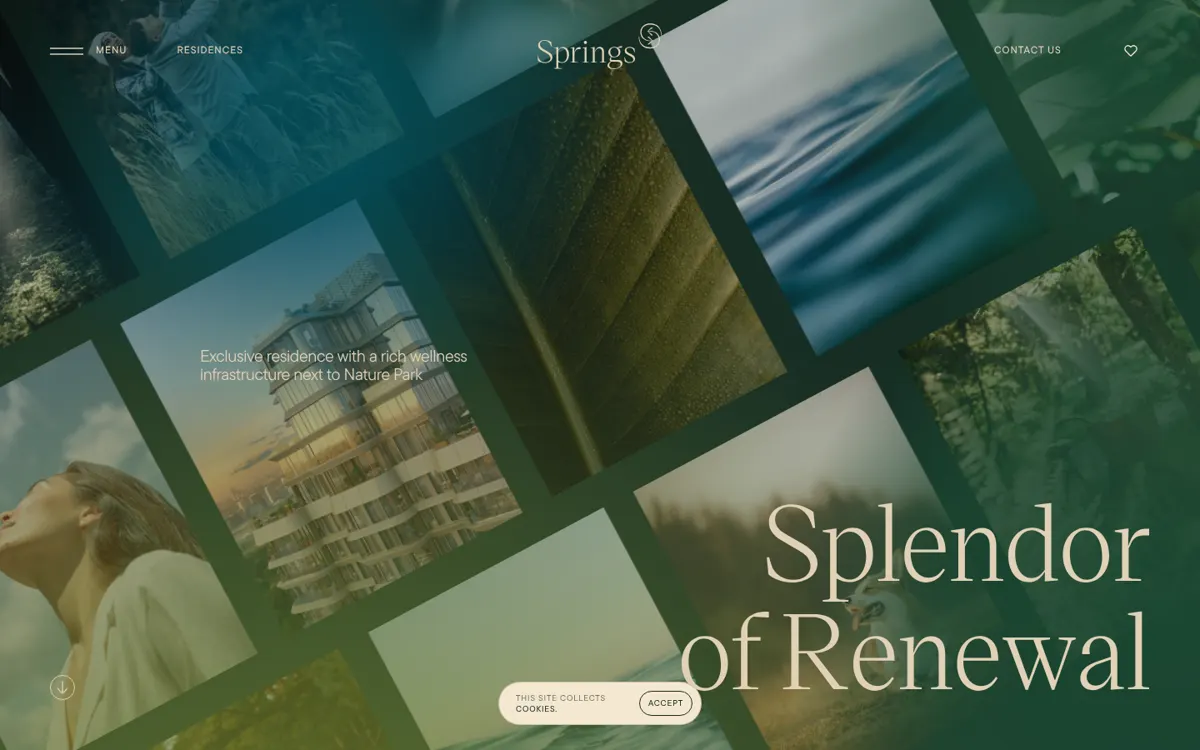 MENU
RESIDENCES
Springs
CONTACT US
Exclusive residence with a rich wellness
infrastructure next to Nature Park
Splendor
of Renewal
THIS SITE COLLECTS
COOKIES.
ACCEPT